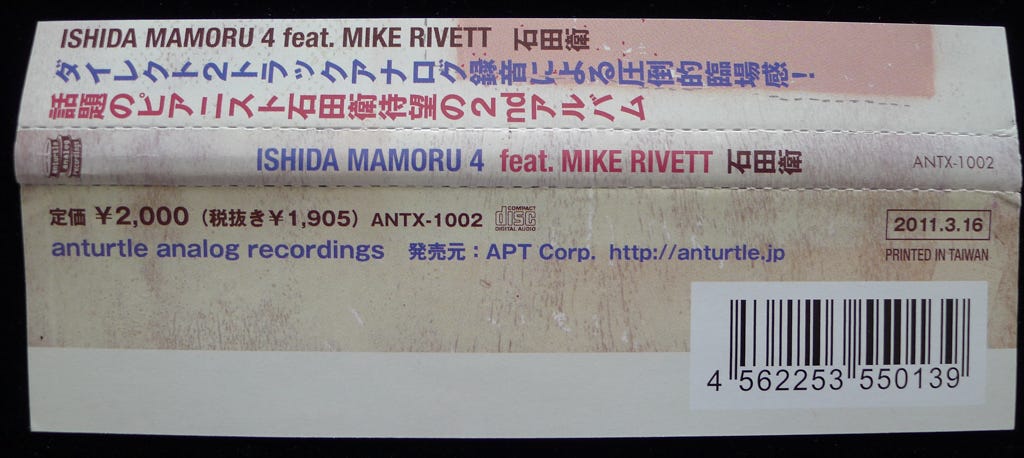 ISHIDA MAMORU 4 feat. MIKE RIVETT 石田衛
ダイレクト2トラックアナログ録音による圧倒的臨場感!
話題のピアニスト石田衛待望の2ndアルバム
anturtle
analog
recordings
ISHIDA MAMORU 4 feat. MIKE RIVETT 石田衛
ANTX-1002
定価 ¥2,000(税抜き¥1,905) ANTX-1002 COMPACT disc DIGITAL AUDIO
2011.3.16
anturtle analog recordings 発売元:APT Corp. http://anturtle.jp
PRINTED IN TAIWAN
4 562253 550139